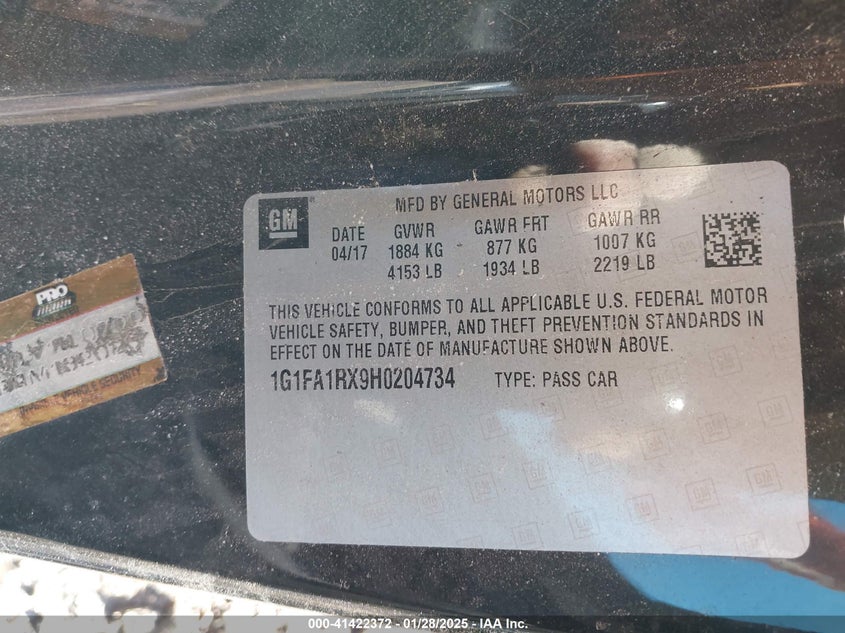 GM
MFD BY GENERAL MOTORS LLC
DATE GVWR GAWR FRT GAWR RR
04/17 1884 KG 877 KG 1007 KG
4153 LB 1934 LB 2219 LB
THIS VEHICLE CONFORMS TO ALL APPLICABLE U.S. FEDERAL MOTOR
VEHICLE SAFETY, BUMPER, AND THEFT PREVENTION STANDARDS IN
EFFECT ON THE DATE OF MANUFACTURE SHOWN ABOVE.
1G1FA1RX9H0204734 TYPE: PASS CAR
PRO
SECURITY
000-41422372 - 01/28/2025 - IAA Inc.